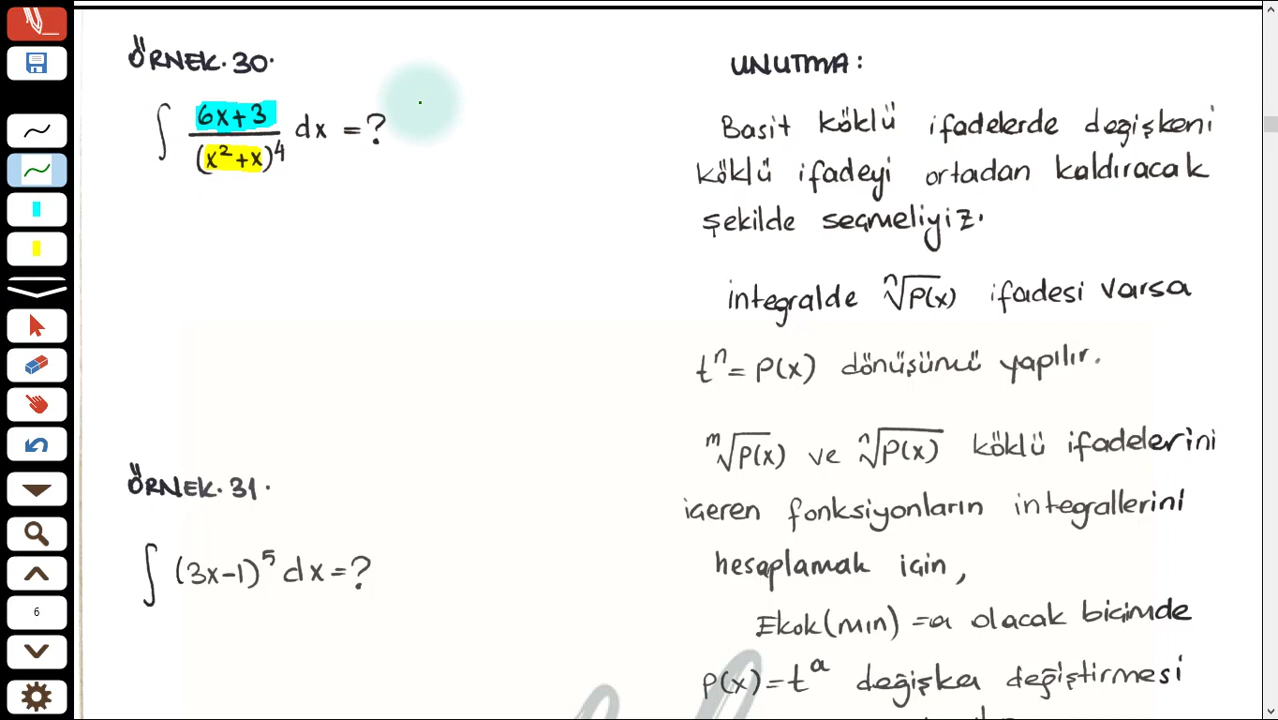 ÖRNEK.30.
∫ 6x+3 / (x²+x)⁴ dx = ?
ÖRNEK.31.
∫ (3x-1)⁵ dx = ?
UNUTMA:
Basit köklü ifadelerde değişkeni
köklü ifadeyi ortadan kaldıracak
şekilde seçmeliyiz.
integralde ⁿ√P(x) ifadesi varsa
tⁿ = P(x) dönüşümü yapılır.
ᵐ√P(x) ve ⁿ√P(x) köklü ifadelerini
içeren fonksiyonların integrallerini
hesaplamak için,
Ekok(m,n) = a olacak biçimde
P(x) = tᵃ değişken değiştirmesi
6